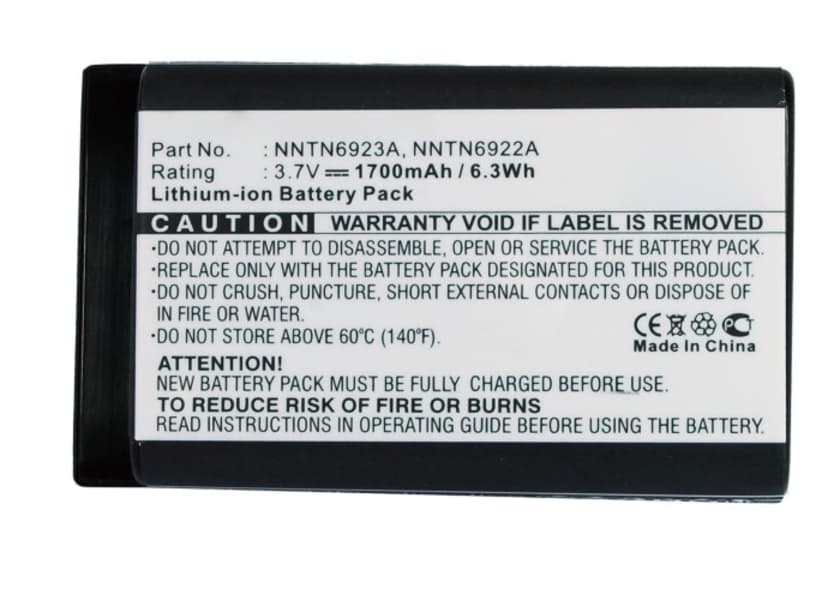 Part No. : NNTN6923A, NNTN6922A
Rating : 3.7V ⎓ 1700mAh / 6.3Wh
Lithium-ion Battery Pack
CAUTION WARRANTY VOID IF LABEL IS REMOVED
·DO NOT ATTEMPT TO DISASSEMBLE, OPEN OR SERVICE THE BATTERY PACK.
·REPLACE ONLY WITH THE BATTERY PACK DESIGNATED FOR THIS PRODUCT.
·DO NOT CRUSH, PUNCTURE, SHORT EXTERNAL CONTACTS OR DISPOSE OF
IN FIRE OR WATER.
·DO NOT STORE ABOVE 60°C (140°F).
CE
Made In China
ATTENTION!
NEW BATTERY PACK MUST BE FULLY CHARGED BEFORE USE.
TO REDUCE RISK OF FIRE OR BURNS
READ INSTRUCTIONS IN OPERATING GUIDE BEFORE USING THE BATTERY.